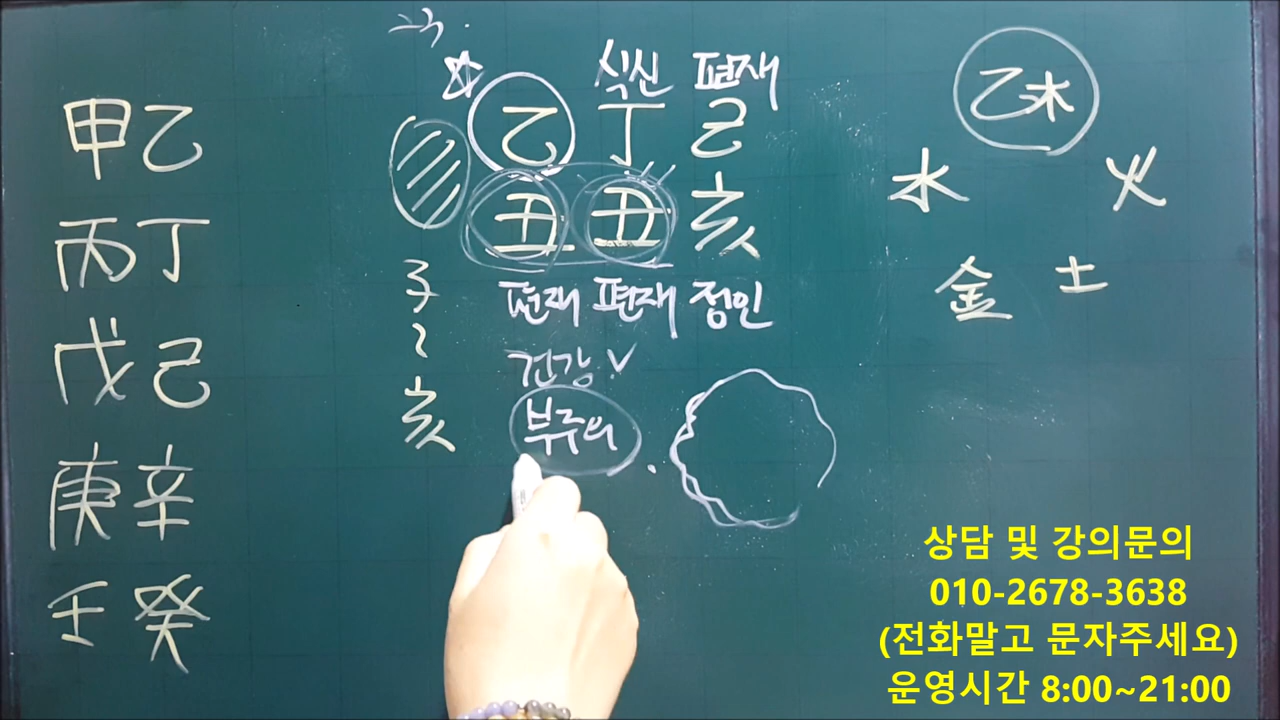 甲乙
丙丁
戊己
庚辛
壬癸
식신 편재
乙 丁 己
丑 丑 亥
편재 편재 정인
건강
부주의
子
~
亥
乙木
水 火
金 土
상담 및 강의문의
010-2678-3638
(전화말고 문자주세요)
운영시간 8:00~21:00